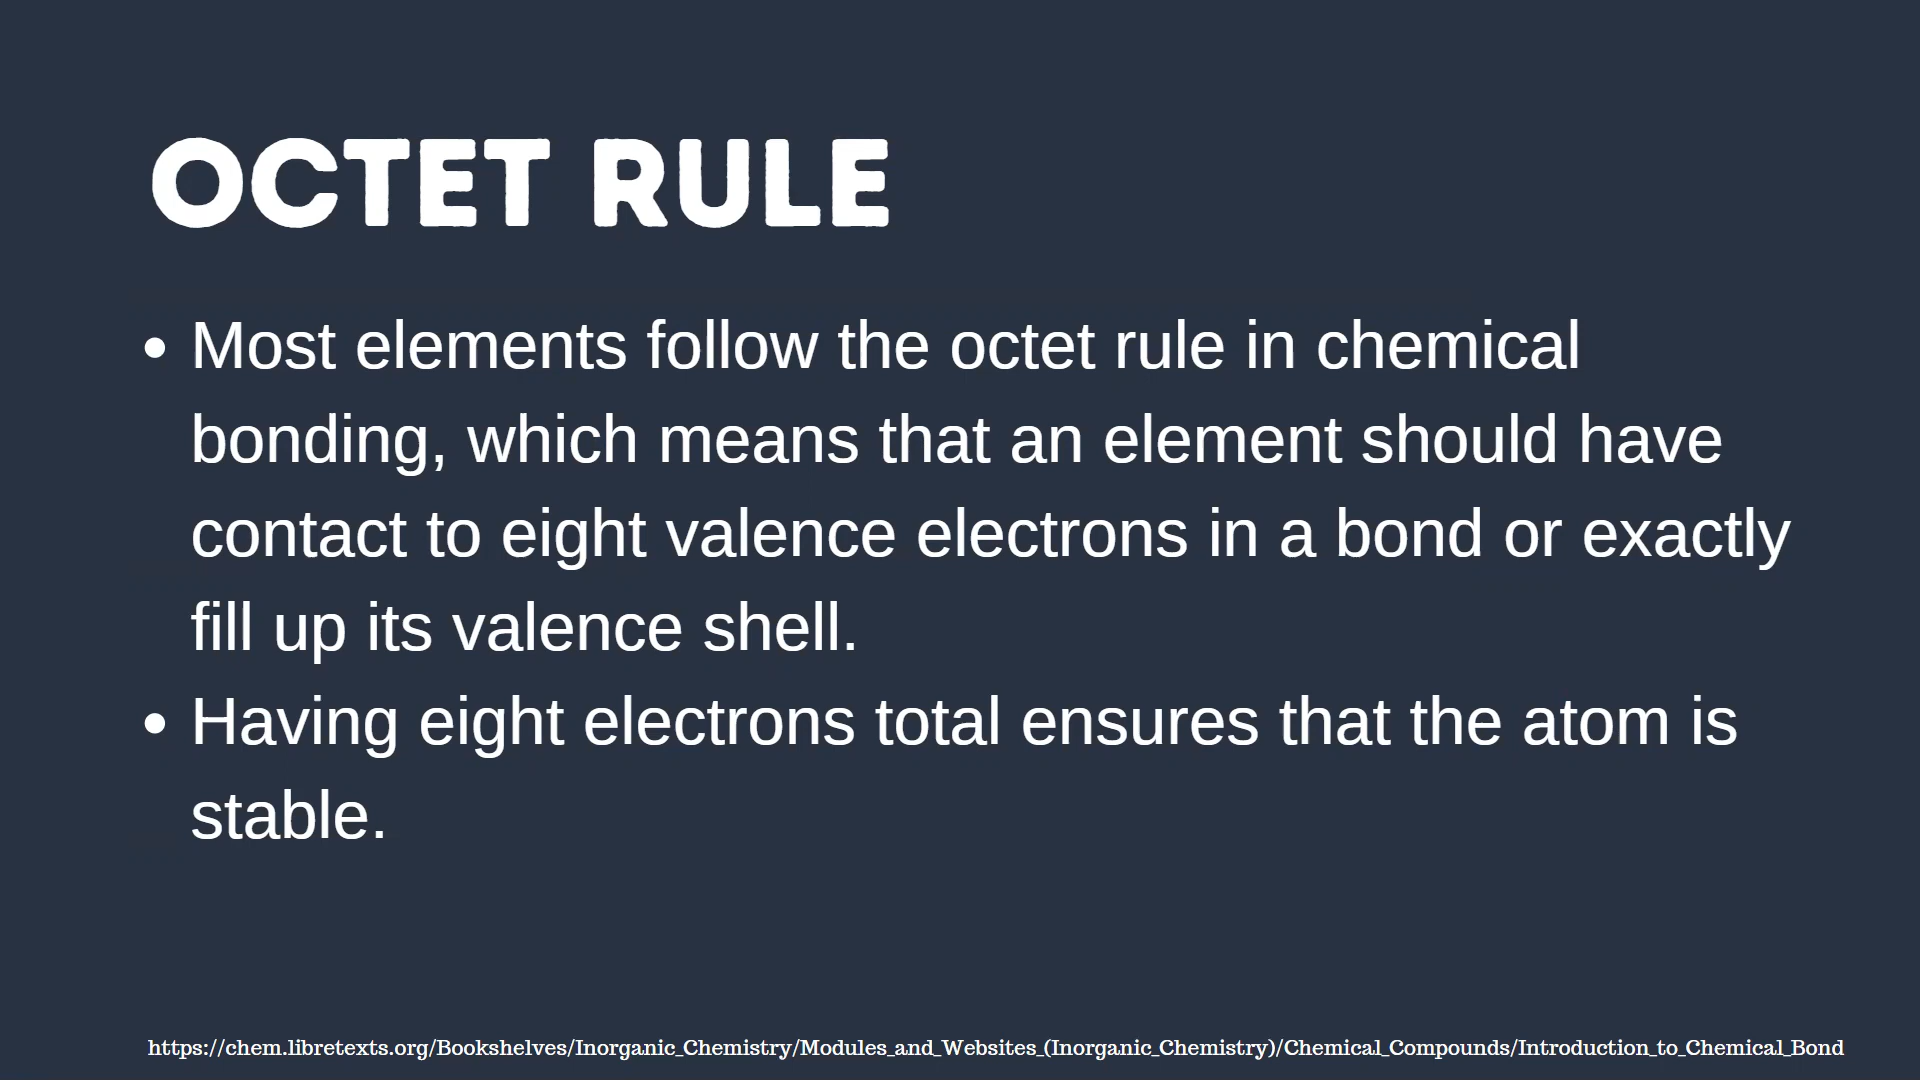 OCTET RULE
• Most elements follow the octet rule in chemical
bonding, which means that an element should have
contact to eight valence electrons in a bond or exactly
fill up its valence shell.
• Having eight electrons total ensures that the atom is
stable.
https://chem.libretexts.org/Bookshelves/Inorganic_Chemistry/Modules_and_Websites_(Inorganic_Chemistry)/Chemical_Compounds/Introduction_to_Chemical_Bond